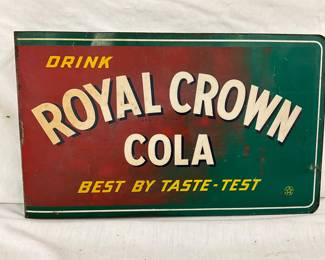 DRINK
ROYAL CROWN
COLA
BEST BY TASTE-TEST